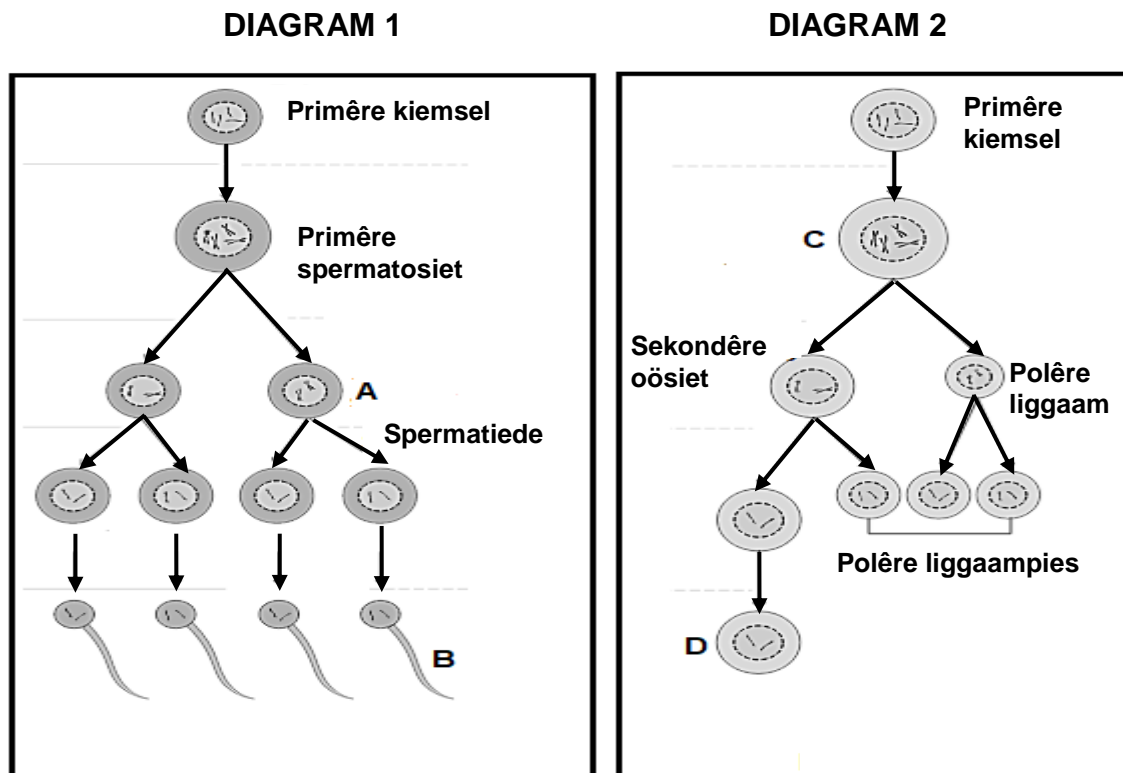 DIAGRAM 1
Primêre kiemsel
Primêre
spermatosiet
A
Spermatiede
B
DIAGRAM 2
Primêre
kiemsel
C
Sekondêre
oösiet
Polêre
liggaam
Polêre liggaampies
D